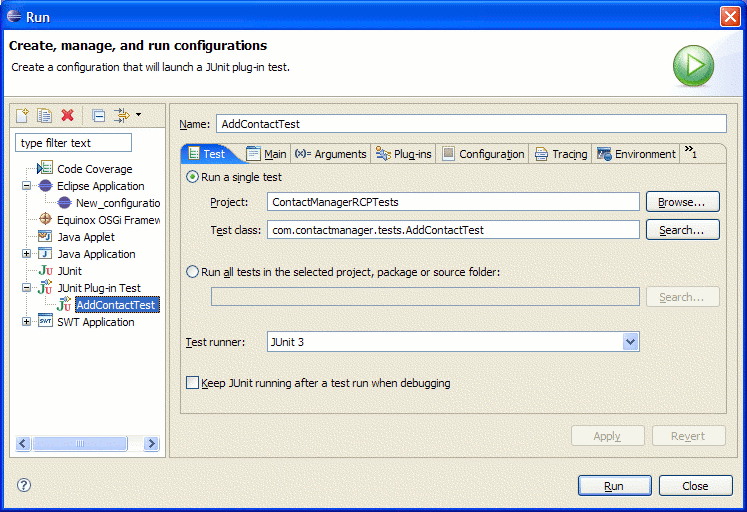 Run
Create, manage, and run configurations
Create a configuration that will launch a JUnit plug-in test.
type filter text
Code Coverage
Eclipse Application
New_configuratio
Equinox OSGi Framew
Java Applet
Java Application
JUnit
JUnit Plug-in Test
AddContactTest
SWT Application
Name: AddContactTest
Test Main Arguments Plug-ins Configuration Tracing Environment »1
Run a single test
Project: ContactManagerRCPTests Browse...
Test class: com.contactmanager.tests.AddContactTest Search...
Run all tests in the selected project, package or source folder:
Search...
Test runner: JUnit 3
Keep JUnit running after a test run when debugging
Apply Revert
Run Close